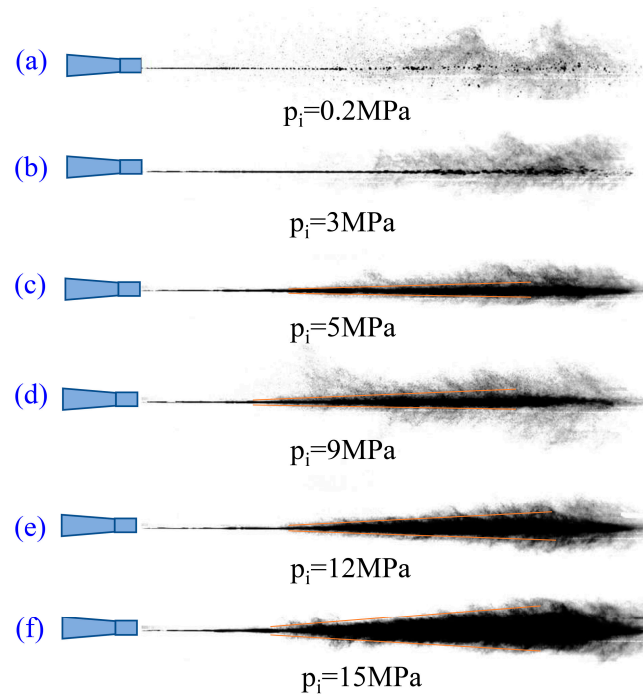 (a)
pᵢ=0.2MPa
(b)
pᵢ=3MPa
(c)
pᵢ=5MPa
(d)
pᵢ=9MPa
(e)
pᵢ=12MPa
(f)
pᵢ=15MPa